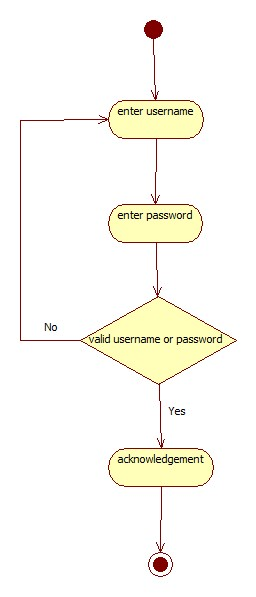 enter username
enter password
valid username or password
No
Yes
acknowledgement